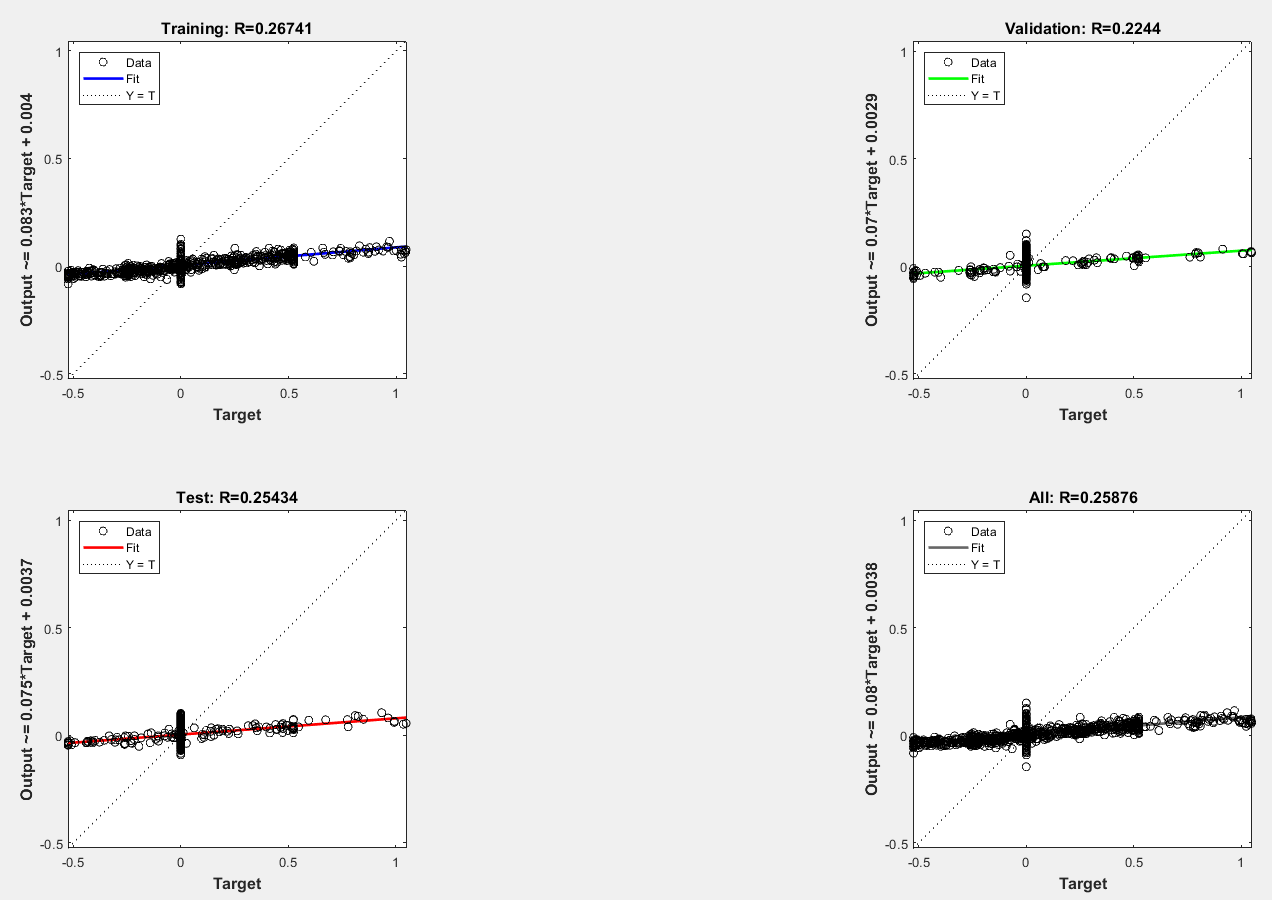 Training: R=0.26741
Data
Fit
Y = T
Output ~= 0.083*Target + 0.004
1
0.5
0
-0.5
-0.5 0 0.5 1
Target
Validation: R=0.2244
Data
Fit
Y = T
Output ~= 0.07*Target + 0.0029
1
0.5
0
-0.5
-0.5 0 0.5 1
Target
Test: R=0.25434
Data
Fit
Y = T
Output ~= 0.075*Target + 0.0037
1
0.5
0
-0.5
-0.5 0 0.5 1
Target
All: R=0.25876
Data
Fit
Y = T
Output ~= 0.08*Target + 0.0038
1
0.5
0
-0.5
-0.5 0 0.5 1
Target